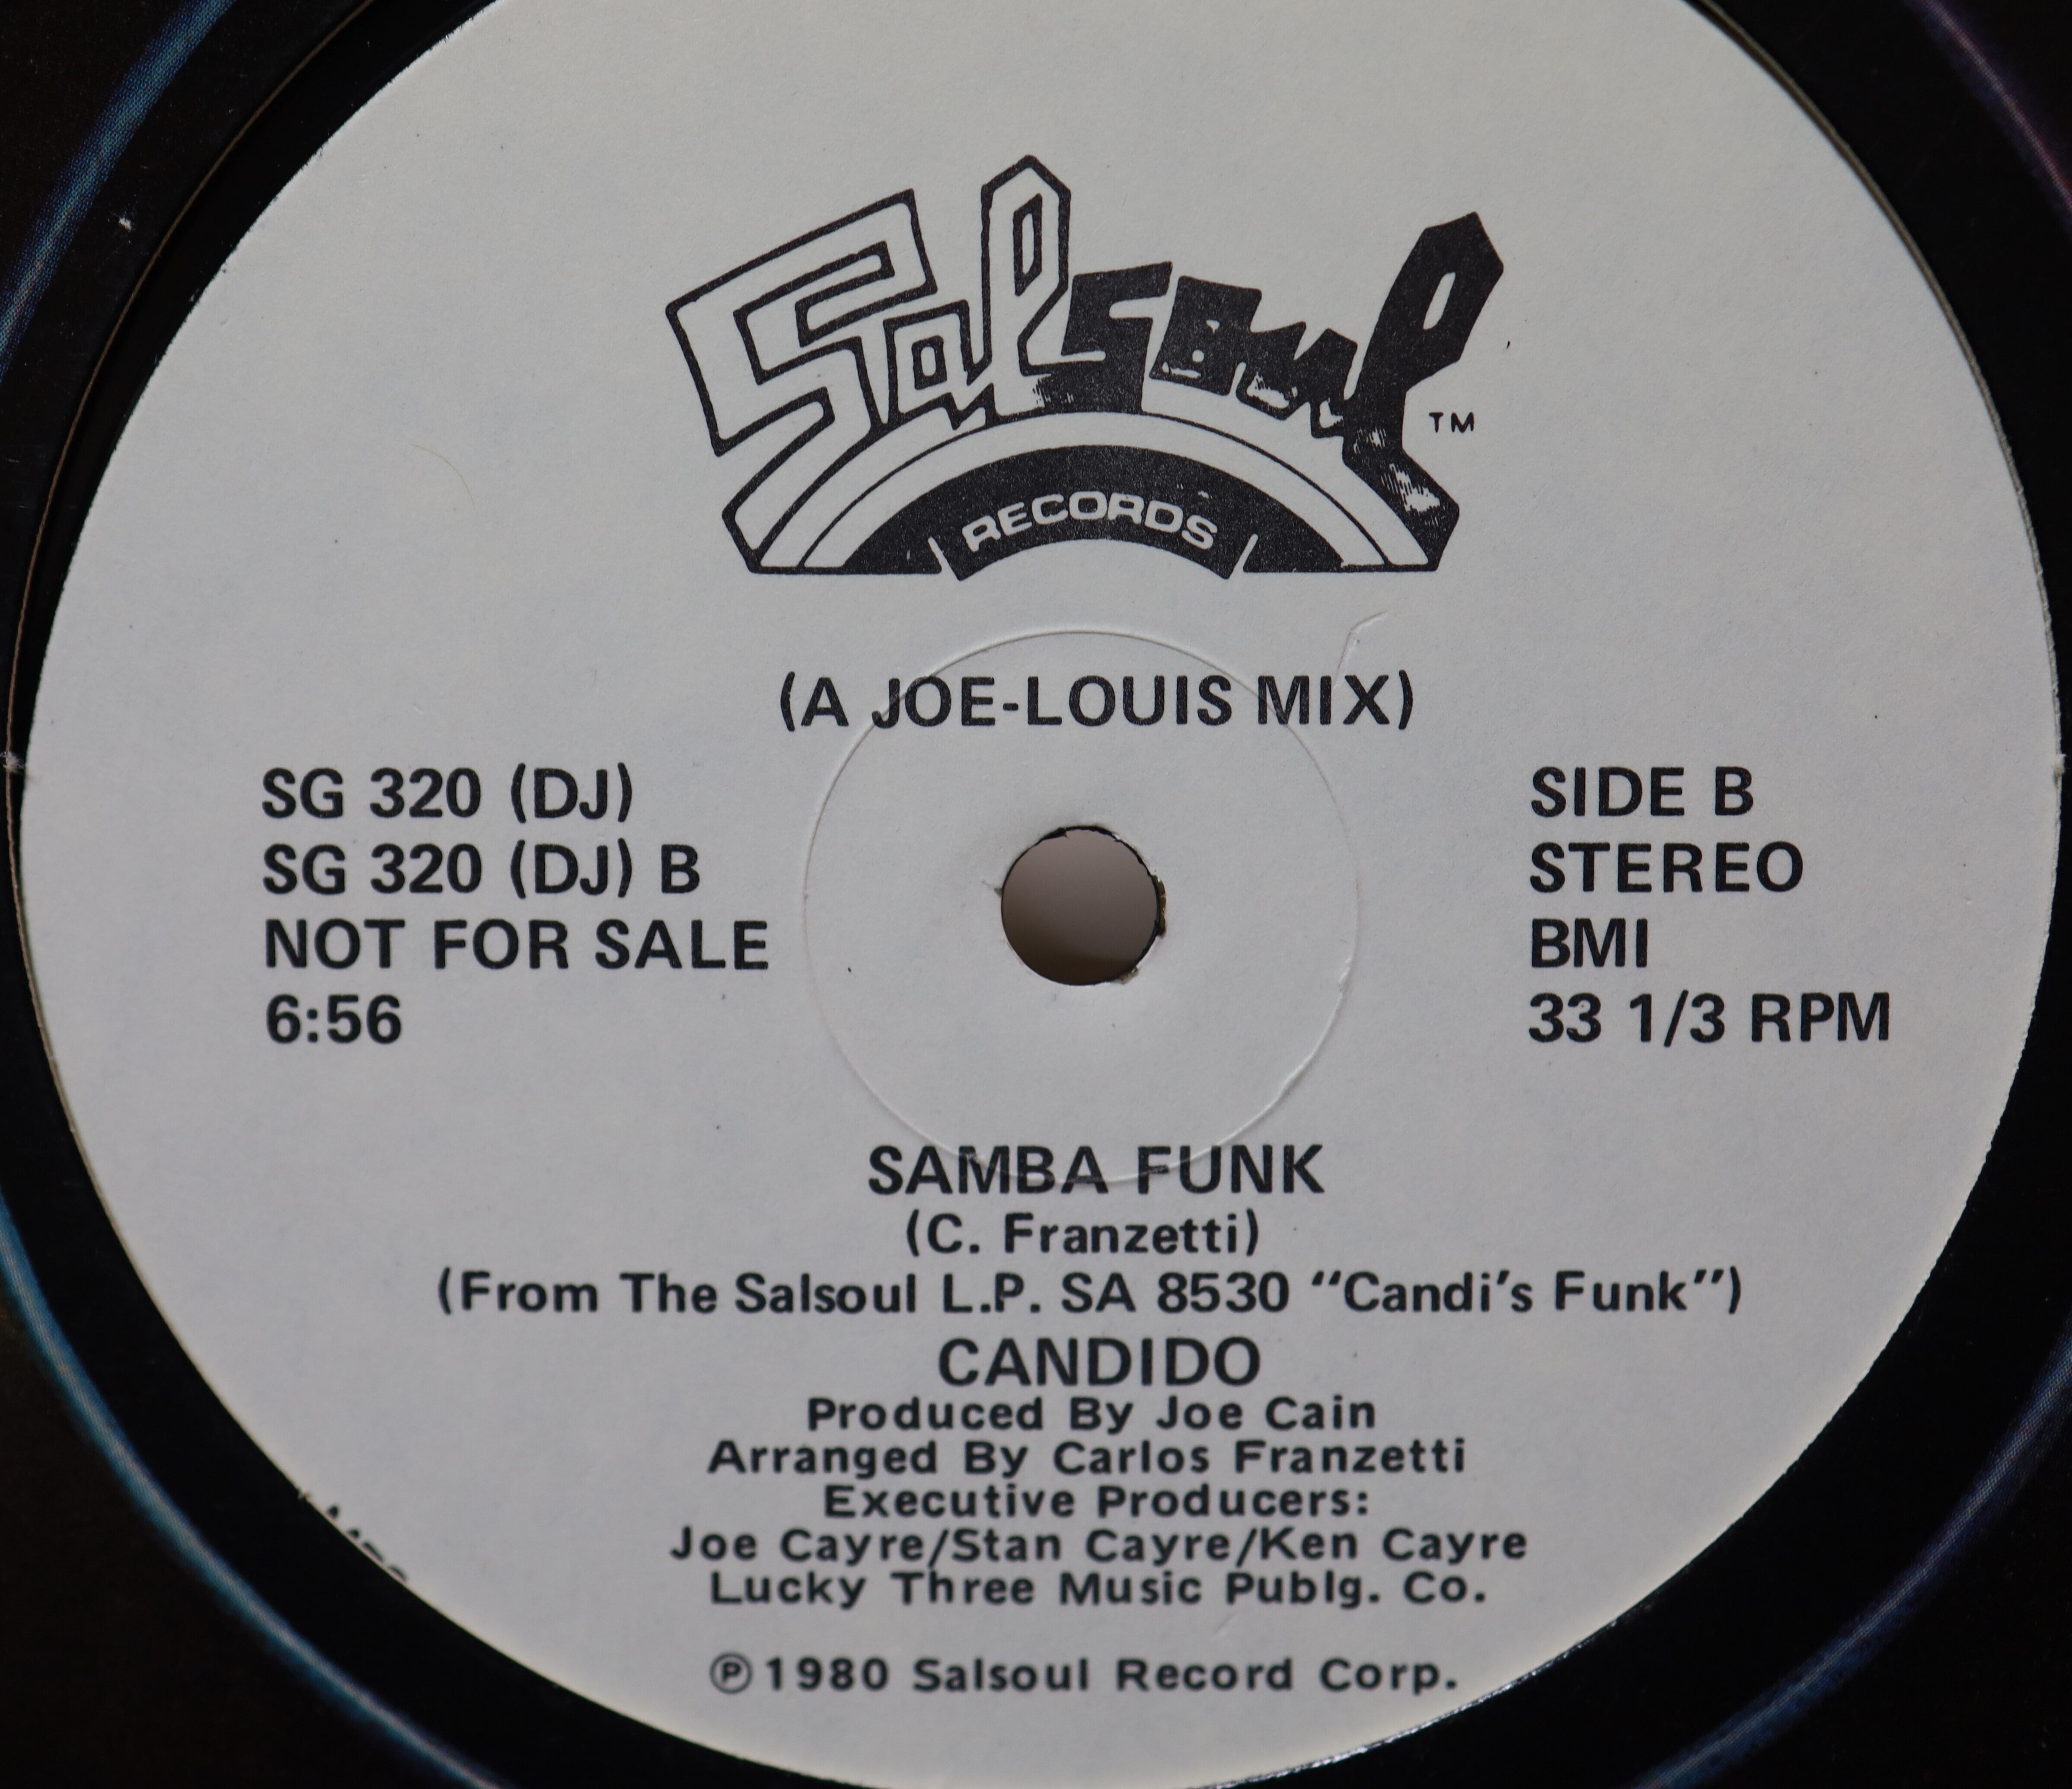 Salsoul
TM
RECORDS
(A JOE-LOUIS MIX)
SG 320 (DJ)
SG 320 (DJ) B
NOT FOR SALE
6:56
SIDE B
STEREO
BMI
33 1/3 RPM
SAMBA FUNK
(C. Franzetti)
(From The Salsoul L.P. SA 8530 “Candi’s Funk”)
CANDIDO
Produced By Joe Cain
Arranged By Carlos Franzetti
Executive Producers:
Joe Cayre/Stan Cayre/Ken Cayre
Lucky Three Music Publg. Co.
℗1980 Salsoul Record Corp.